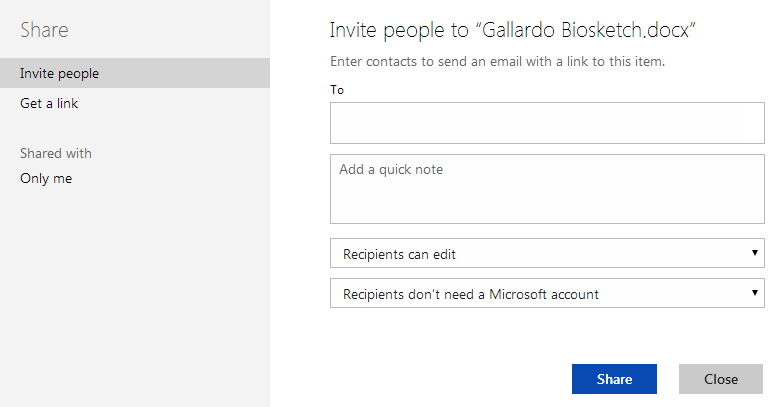 Share
Invite people
Get a link
Shared with
Only me
Invite people to “Gallardo Biosketch.docx”
Enter contacts to send an email with a link to this item.
To
Add a quick note
Recipients can edit
Recipients don't need a Microsoft account
Share
Close